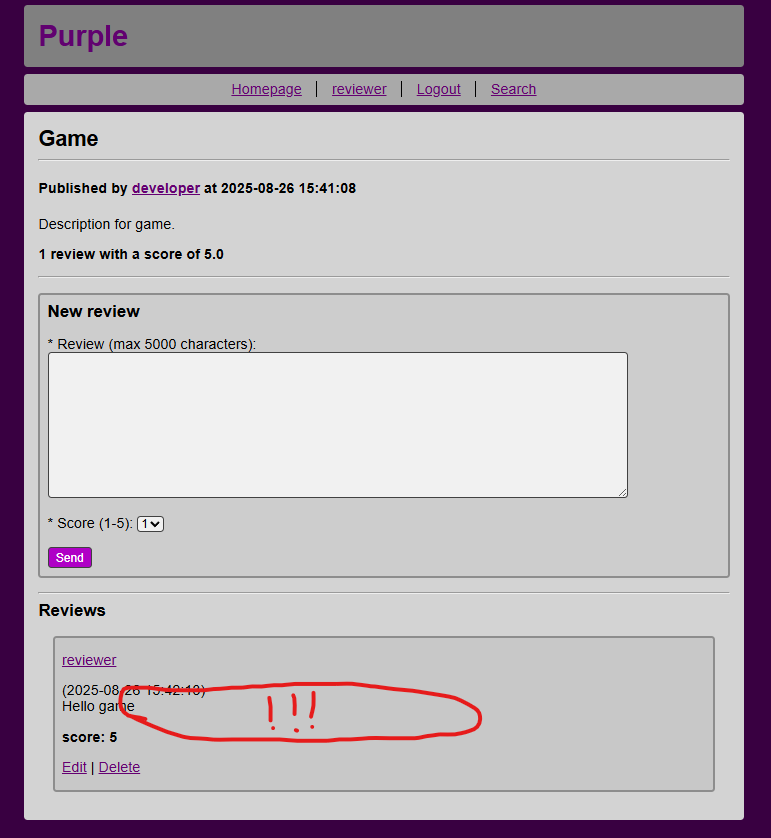 Purple
Homepage | reviewer | Logout | Search
Game
Published by developer at 2025-08-26 15:41:08
Description for game.
1 review with a score of 5.0
New review
* Review (max 5000 characters):
* Score (1-5): 1
Send
Reviews
reviewer
(2025-08-26 15:42:10)
Hello game
!!!
score: 5
Edit | Delete